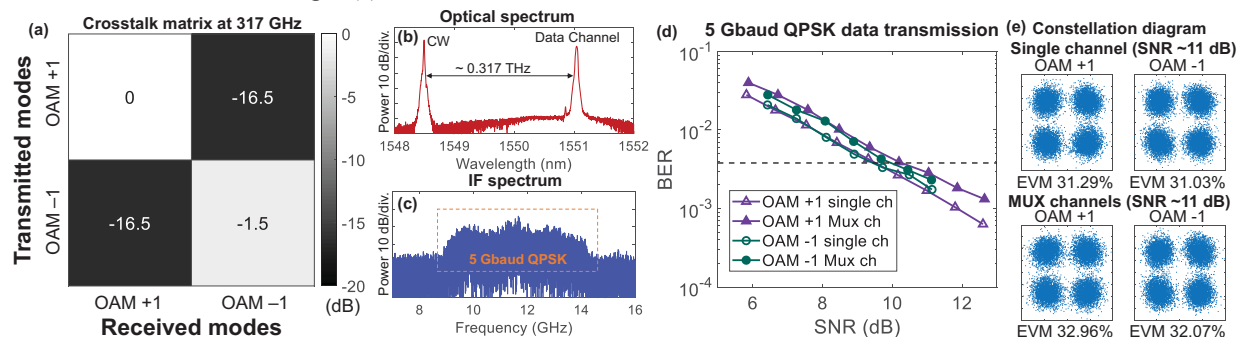 (a)
Crosstalk matrix at 317 GHz
Transmitted modes
OAM +1
OAM −1
0
-16.5
-16.5
-1.5
OAM +1
OAM −1
Received modes
0
-5
-10
-15
-20
(dB)
Optical spectrum
(b)
CW
Data Channel
~ 0.317 THz
Power 10 dB/div.
1548
1549
1550
1551
1552
Wavelength (nm)
IF spectrum
(c)
5 Gbaud QPSK
Power 10 dB/div.
8
10
12
14
16
Frequency (GHz)
(d)
5 Gbaud QPSK data transmission
BER
10-1
10-2
10-3
10-4
OAM +1 single ch
OAM +1 Mux ch
OAM -1 single ch
OAM -1 Mux ch
6
8
10
12
SNR (dB)
(e)
Constellation diagram
Single channel (SNR ~11 dB)
OAM +1
OAM -1
EVM 31.29%
EVM 31.03%
MUX channels (SNR ~11 dB)
OAM +1
OAM -1
EVM 32.96%
EVM 32.07%